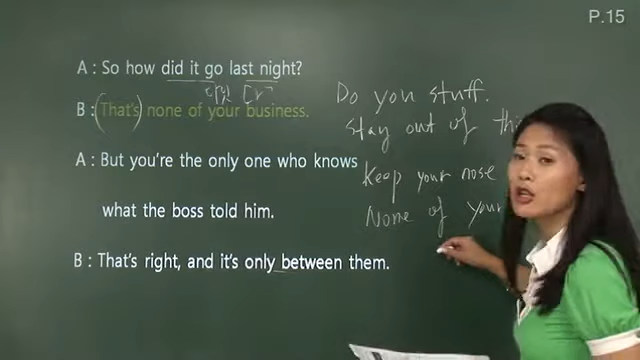 P.15
A : So how did it go last night?
B : (That's) none of your business.
A : But you're the only one who knows
what the boss told him.
B : That's right, and it's only between them.
Do you stuff.
Stay out of
Keep your nose
None of your